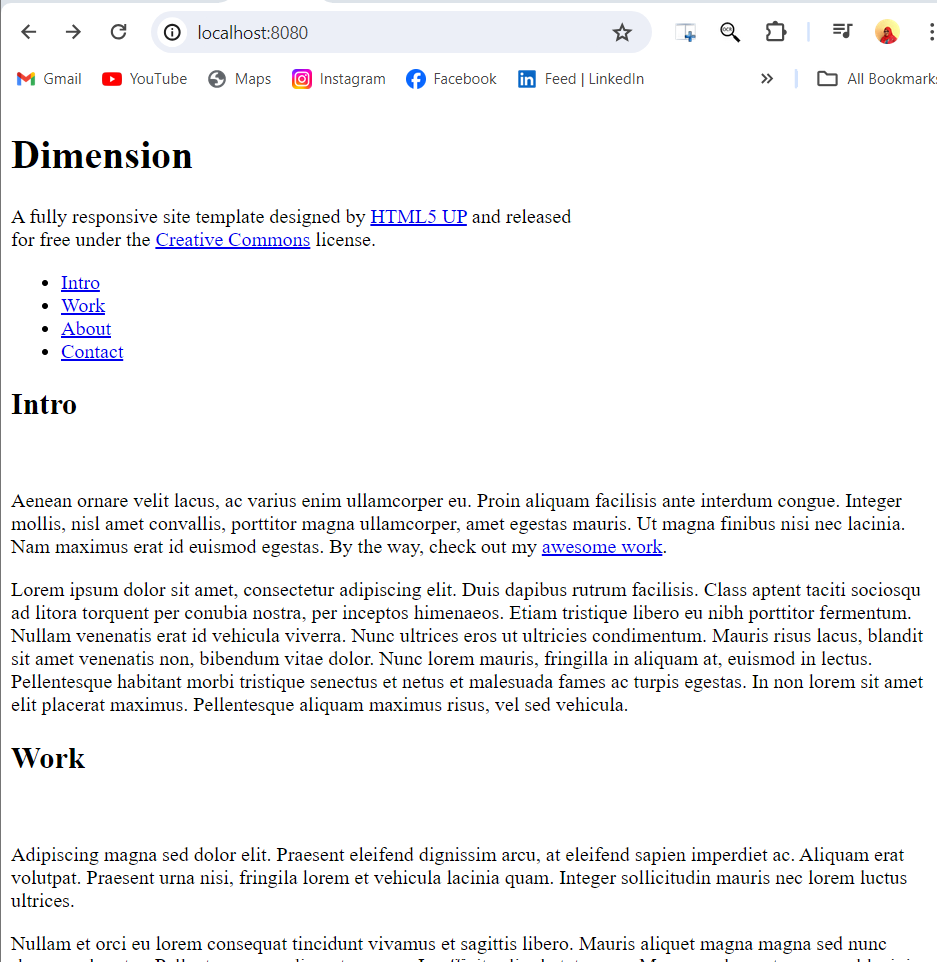 localhost:8080
Gmail YouTube Maps Instagram Facebook Feed | LinkedIn » All Bookmarks
Dimension
A fully responsive site template designed by HTML5 UP and released
for free under the Creative Commons license.
• Intro
• Work
• About
• Contact
Intro
Aenean ornare velit lacus, ac varius enim ullamcorper eu. Proin aliquam facilisis ante interdum congue. Integer
mollis, nisl amet convallis, porttitor magna ullamcorper, amet egestas mauris. Ut magna finibus nisi nec lacinia.
Nam maximus erat id euismod egestas. By the way, check out my awesome work.
Lorem ipsum dolor sit amet, consectetur adipiscing elit. Duis dapibus rutrum facilisis. Class aptent taciti sociosqu
ad litora torquent per conubia nostra, per inceptos himenaeos. Etiam tristique libero eu nibh porttitor fermentum.
Nullam venenatis erat id vehicula viverra. Nunc ultrices eros ut ultricies condimentum. Mauris risus lacus, blandit
sit amet venenatis non, bibendum vitae dolor. Nunc lorem mauris, fringilla in aliquam at, euismod in lectus.
Pellentesque habitant morbi tristique senectus et netus et malesuada fames ac turpis egestas. In non lorem sit amet
elit placerat maximus. Pellentesque aliquam maximus risus, vel sed vehicula.
Work
Adipiscing magna sed dolor elit. Praesent eleifend dignissim arcu, at eleifend sapien imperdiet ac. Aliquam erat
volutpat. Praesent urna nisi, fringila lorem et vehicula lacinia quam. Integer sollicitudin mauris nec lorem luctus
ultrices.
Nullam et orci eu lorem consequat tincidunt vivamus et sagittis libero. Mauris aliquet magna magna sed nunc